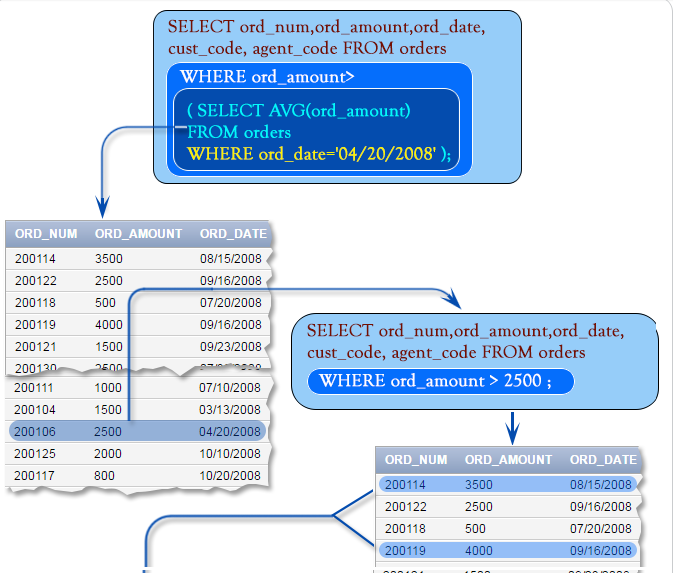 SELECT ord_num,ord_amount,ord_date,
cust_code, agent_code FROM orders
WHERE ord_amount>
( SELECT AVG(ord_amount)
FROM orders
WHERE ord_date='04/20/2008' );
ORD_NUM ORD_AMOUNT ORD_DATE
200114 3500 08/15/2008
200122 2500 09/16/2008
200118 500 07/20/2008
200119 4000 09/16/2008
200121 1500 09/23/2008
200130 2500
200111 1000 07/10/2008
200104 1500 03/13/2008
200106 2500 04/20/2008
200125 2000 10/10/2008
200117 800 10/20/2008
SELECT ord_num,ord_amount,ord_date,
cust_code, agent_code FROM orders
WHERE ord_amount > 2500 ;
ORD_NUM ORD_AMOUNT ORD_DATE
200114 3500 08/15/2008
200122 2500 09/16/2008
200118 500 07/20/2008
200119 4000 09/16/2008